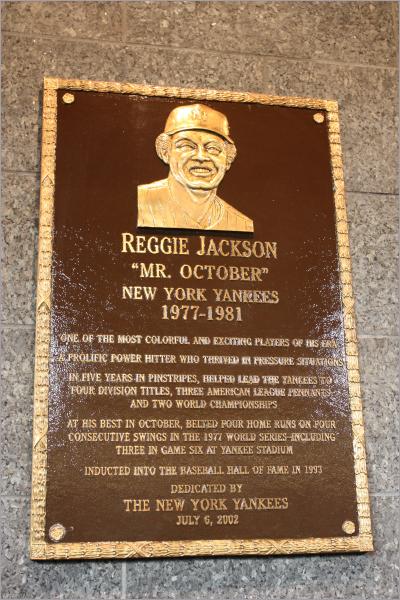 REGGIE JACKSON
"MR. OCTOBER"
NEW YORK YANKEES
1977-1981
ONE OF THE MOST COLORFUL AND EXCITING PLAYERS OF HIS ERA
A PROLIFIC POWER HITTER WHO THRIVED IN PRESSURE SITUATIONS
IN FIVE YEARS IN PINSTRIPES, HELPED LEAD THE YANKEES TO
FOUR DIVISION TITLES, THREE AMERICAN LEAGUE PENNANTS
AND TWO WORLD CHAMPIONSHIPS
AT HIS BEST IN OCTOBER, BELTED FOUR HOME RUNS ON FOUR
CONSECUTIVE SWINGS IN THE 1977 WORLD SERIES-INCLUDING
THREE IN GAME SIX AT YANKEE STADIUM
INDUCTED INTO THE BASEBALL HALL OF FAME IN 1993
DEDICATED BY
THE NEW YORK YANKEES
JULY 6, 2002